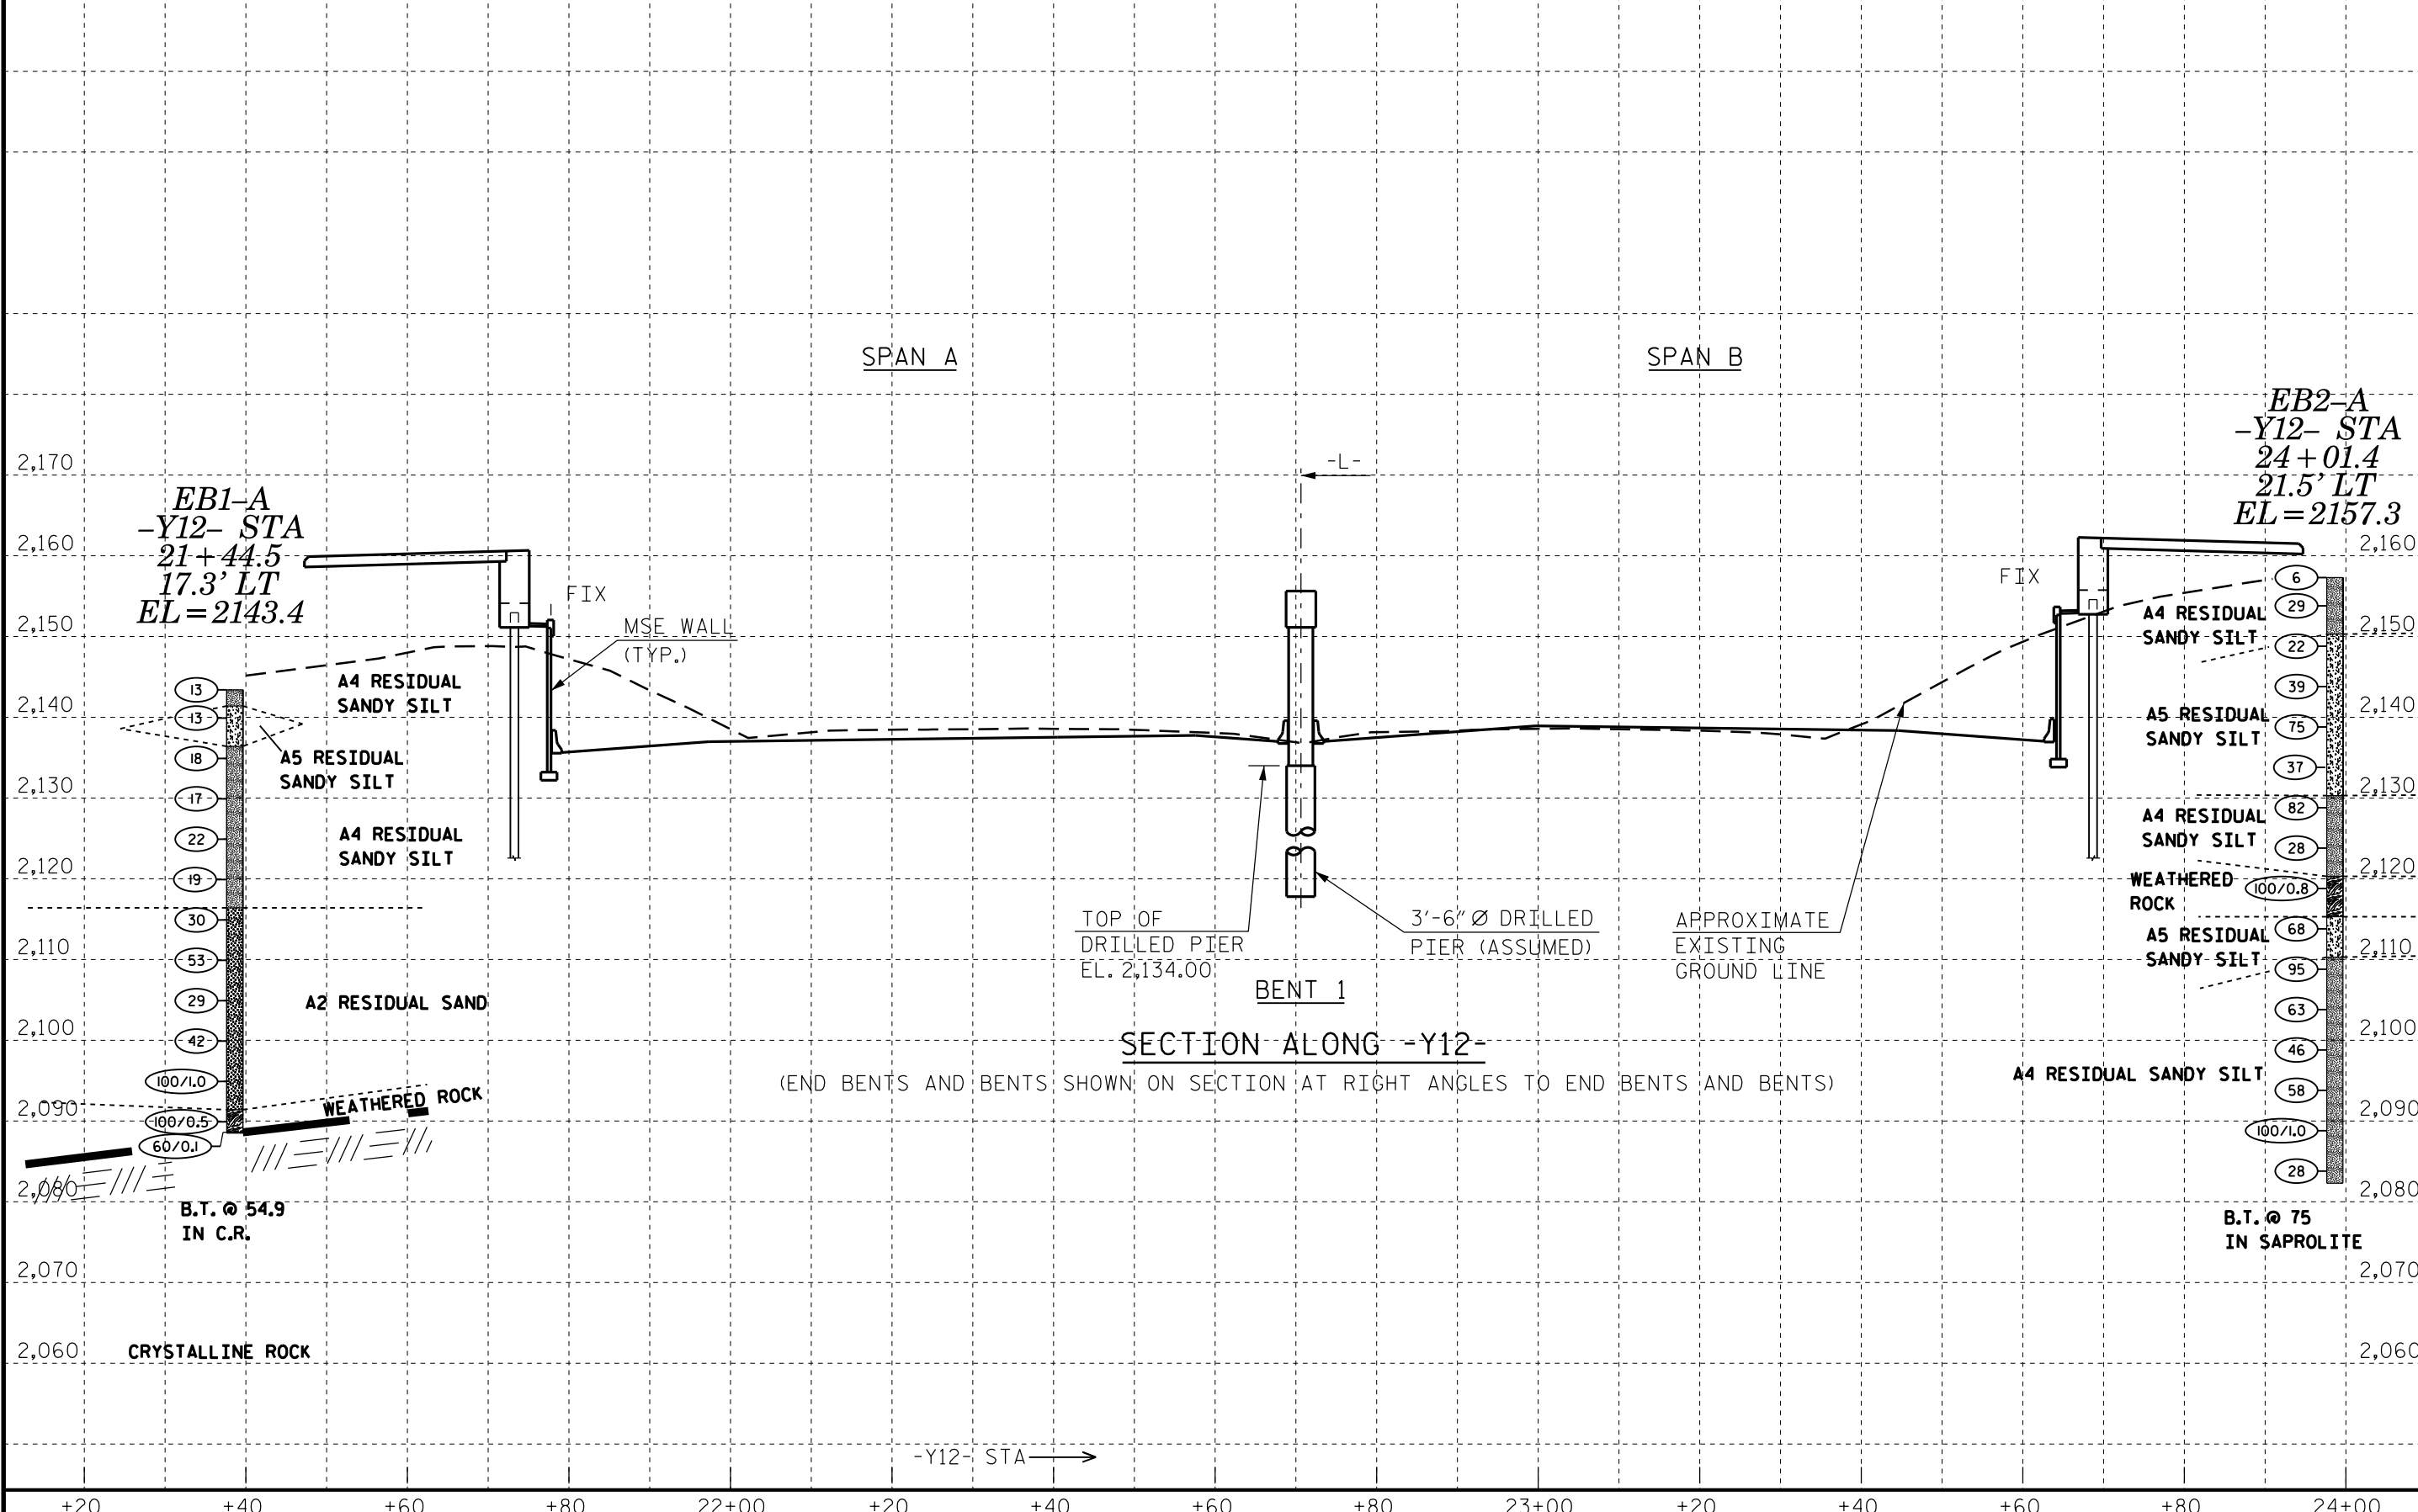 SPAN A
SPAN B
EB1-A
-Y12- STA
21+44.5
17.3' LT
EL=2143.4
EB2-A
-Y12- STA
24+01.4
21.5' LT
EL=2157.3
-L-
FIX
FIX
MSE WALL
(TYP.)
2,170
2,160
2,150
2,140
2,130
2,120
2,110
2,100
2,090
2,080
2,070
2,060
13
13
18
17
22
19
30
53
29
42
100/1.0
100/0.5
60/0.1
A4 RESIDUAL
SANDY SILT
A5 RESIDUAL
SANDY SILT
A4 RESIDUAL
SANDY SILT
A2 RESIDUAL SAND
WEATHERED ROCK
B.T. @ 54.9
IN C.R.
CRYSTALLINE ROCK
TOP OF
DRILLED PIER
EL. 2,134.00
3'-6" Ø DRILLED
PIER (ASSUMED)
APPROXIMATE
EXISTING
GROUND LINE
BENT 1
SECTION ALONG -Y12-
(END BENTS AND BENTS SHOWN ON SECTION AT RIGHT ANGLES TO END BENTS AND BENTS)
A4 RESIDUAL
SANDY SILT
A5 RESIDUAL
SANDY SILT
A4 RESIDUAL
SANDY SILT
WEATHERED
ROCK
A5 RESIDUAL
SANDY SILT
A4 RESIDUAL SANDY SILT
6
29
22
39
75
37
82
28
100/0.8
68
95
63
46
58
100/1.0
28
B.T. @ 75
IN SAPROLITE
2,160
2,150
2,140
2,130
2,120
2,110
2,100
2,090
2,080
2,070
2,060
-Y12- STA
+20 +40 +60 +80 22+00 +20 +40 +60 +80 23+00 +20 +40 +60 +80 24+00